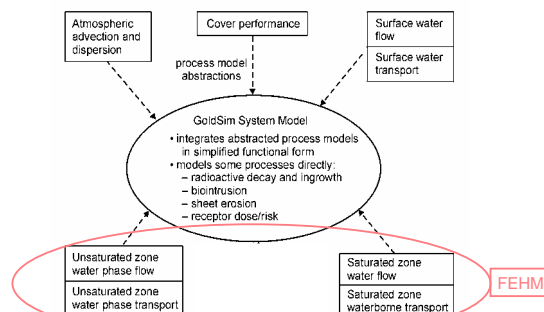 Atmospheric
advection and
dispersion
Cover performance
Surface water
flow
Surface water
transport
process model
abstractions
GoldSim System Model
• integrates abstracted process models
in simplified functional form
• models some processes directly:
– radioactive decay and ingrowth
– biointrusion
– sheet erosion
– receptor dose/risk
Unsaturated zone
water phase flow
Unsaturated zone
water phase transport
Saturated zone
water flow
Saturated zone
waterborne transport
FEHM